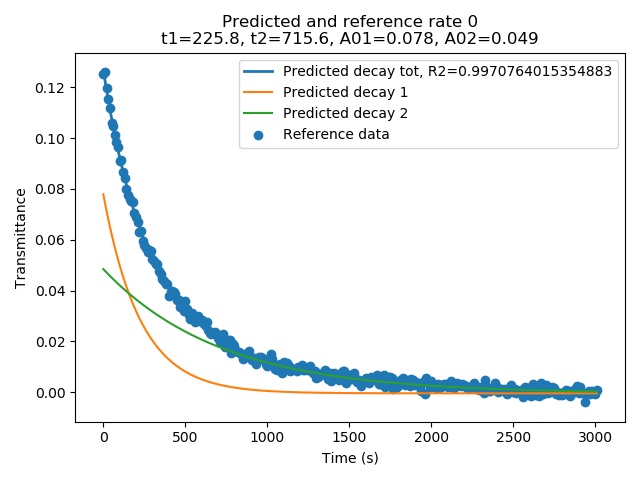 Predicted and reference rate 0
t1=225.8, t2=715.6, A01=0.078, A02=0.049
Predicted decay tot, R2=0.9970764015354883
Predicted decay 1
Predicted decay 2
Reference data
Transmittance
0.12
0.10
0.08
0.06
0.04
0.02
0.00
0 500 1000 1500 2000 2500 3000
Time (s)